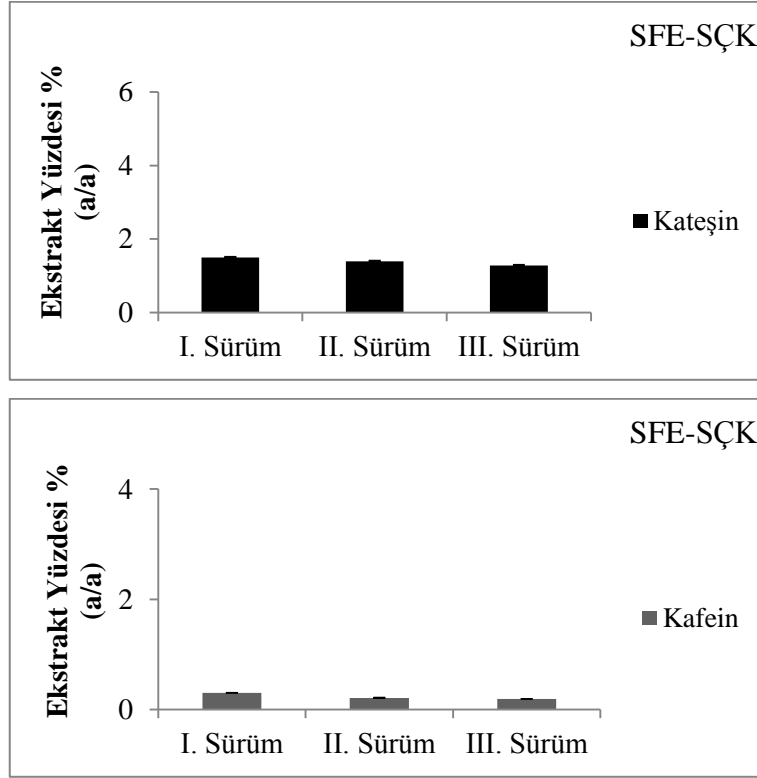 SFE-SÇK
Ekstrakt Yüzdesi %
(a/a)
6
4
2
0
I. Sürüm II. Sürüm III. Sürüm
Kateşin
SFE-SÇK
Ekstrakt Yüzdesi %
(a/a)
4
2
0
I. Sürüm II. Sürüm III. Sürüm
Kafein